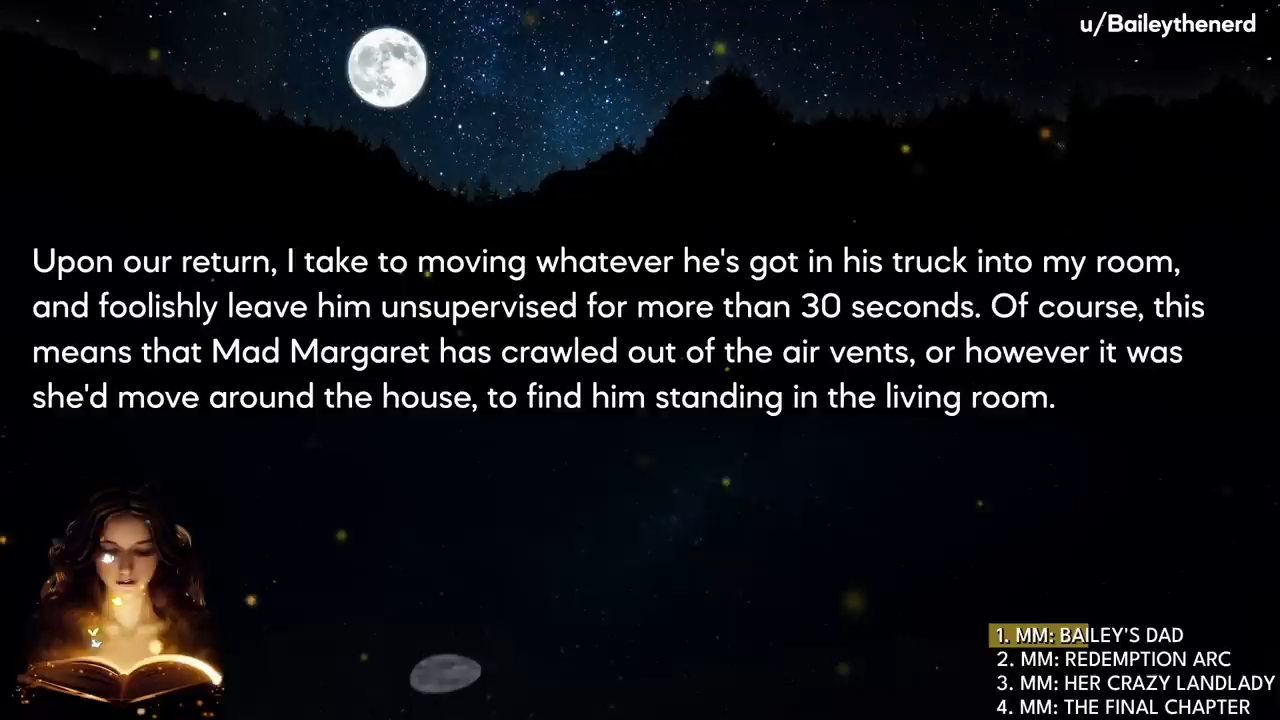 u/Baileythenerd
Upon our return, I take to moving whatever he's got in his truck into my room,
and foolishly leave him unsupervised for more than 30 seconds. Of course, this
means that Mad Margaret has crawled out of the air vents, or however it was
she'd move around the house, to find him standing in the living room.
1. MM: BAILEY'S DAD
2. MM: REDEMPTION ARC
3. MM: HER CRAZY LANDLADY
4. MM: THE FINAL CHAPTER